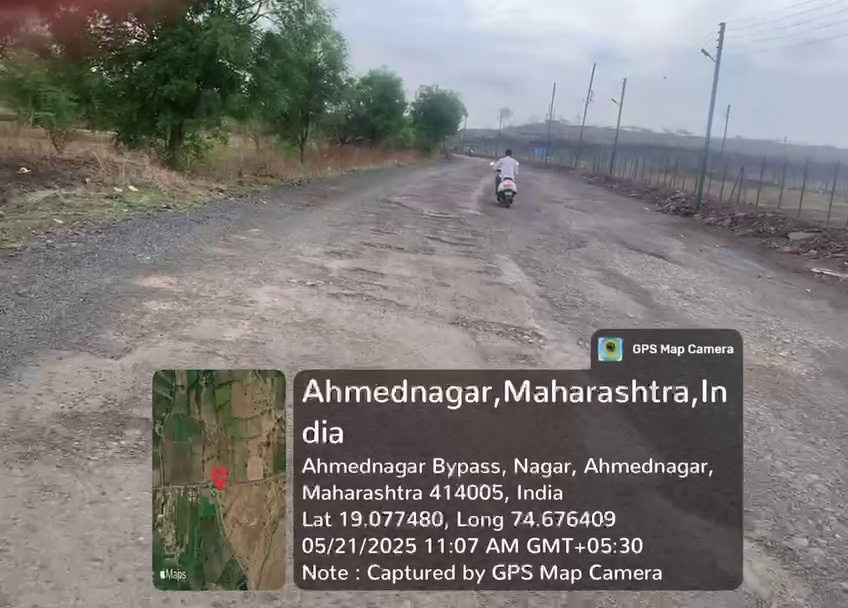 GPS Map Camera
Ahmednagar,Maharashtra,In
dia
Ahmednagar Bypass, Nagar, Ahmednagar,
Maharashtra 414005, India
Lat 19.077480, Long 74.676409
05/21/2025 11:07 AM GMT+05:30
Note : Captured by GPS Map Camera
Maps